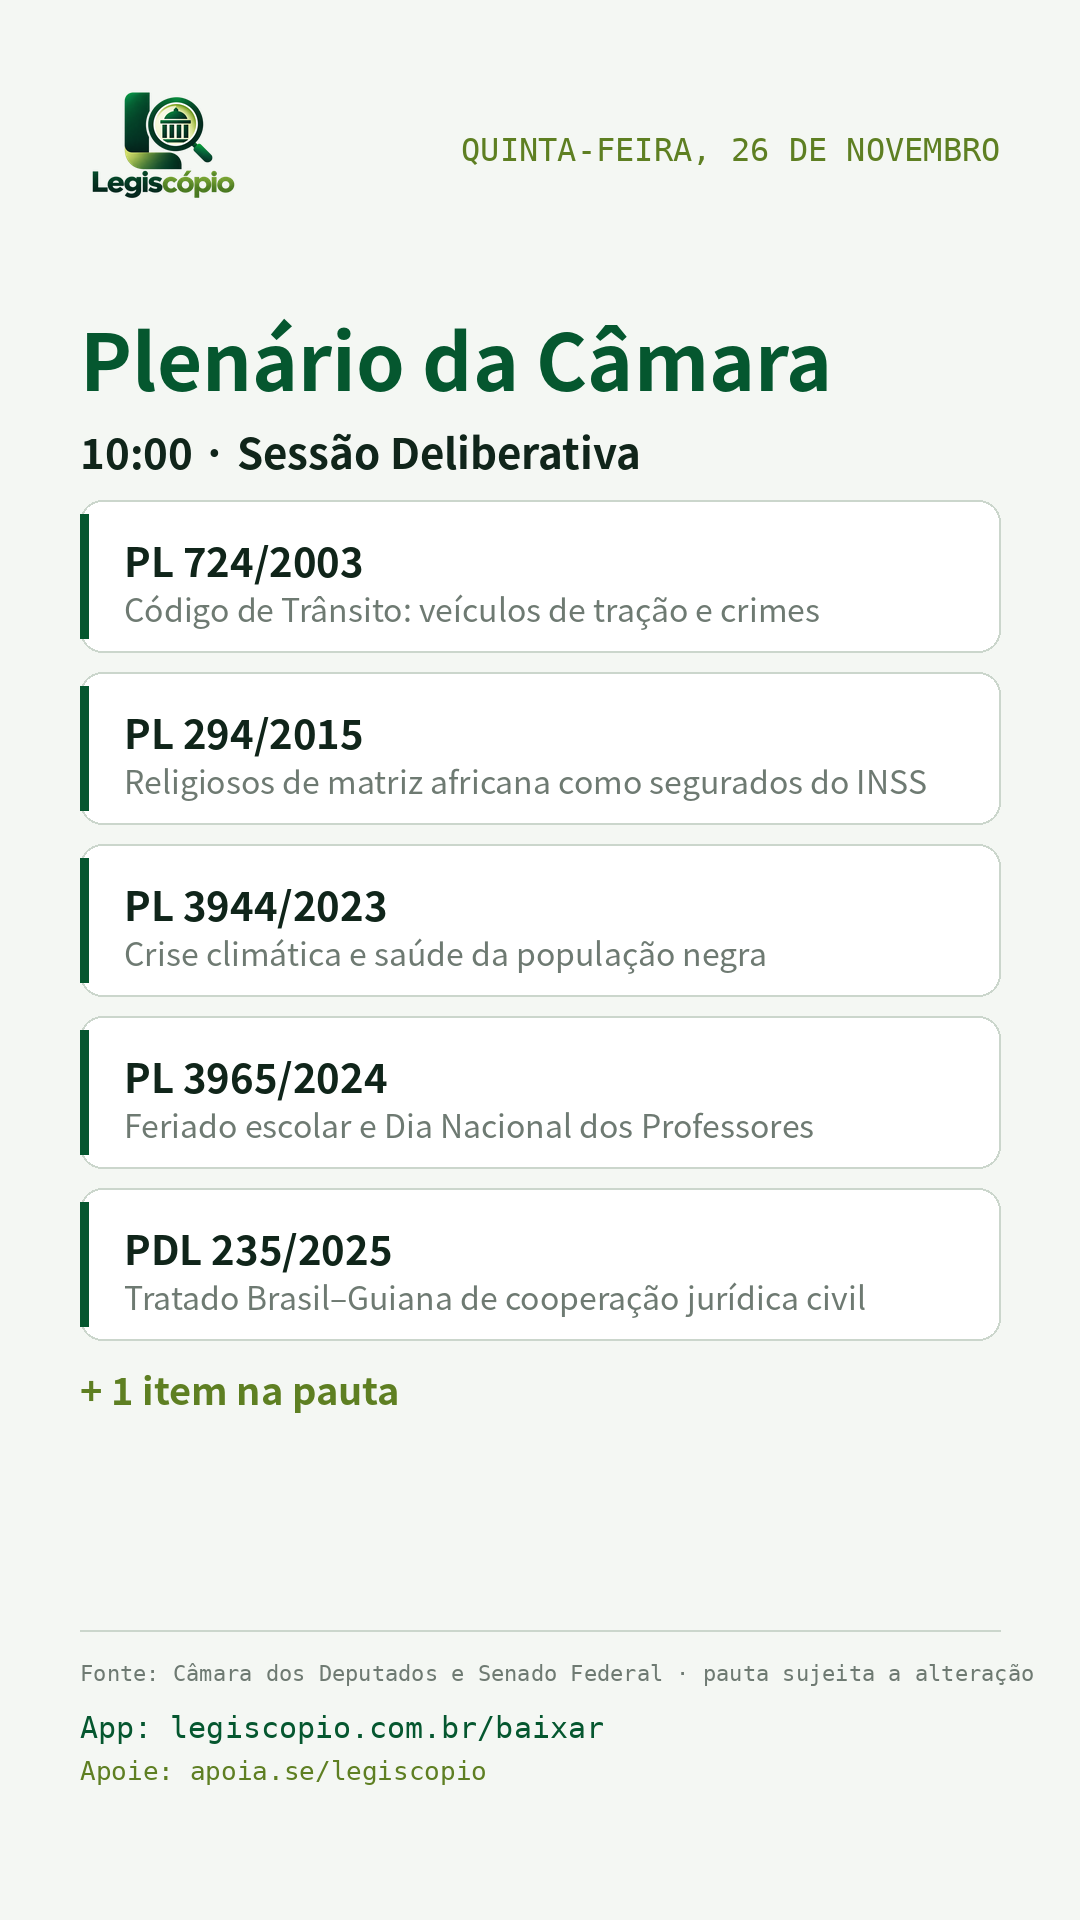 Legiscópio
QUINTA-FEIRA, 26 DE NOVEMBRO
Plenário da Câmara
10:00 · Sessão Deliberativa
PL 724/2003
Código de Trânsito: veículos de tração e crimes
PL 294/2015
Religiosos de matriz africana como segurados do INSS
PL 3944/2023
Crise climática e saúde da população negra
PL 3965/2024
Feriado escolar e Dia Nacional dos Professores
PDL 235/2025
Tratado Brasil–Guiana de cooperação jurídica civil
+ 1 item na pauta
Fonte: Câmara dos Deputados e Senado Federal · pauta sujeita a alteração
App: legiscopio.com.br/baixar
Apoie: apoia.se/legiscopio